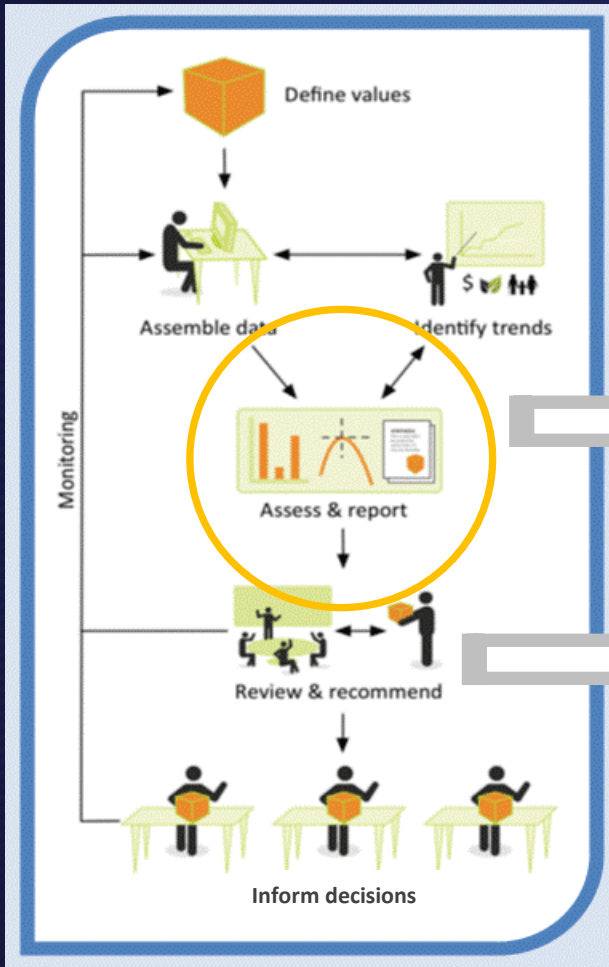 Define values
Assemble data
Identify trends
$
Monitoring
Assess & report
Review & recommend
Inform decisions